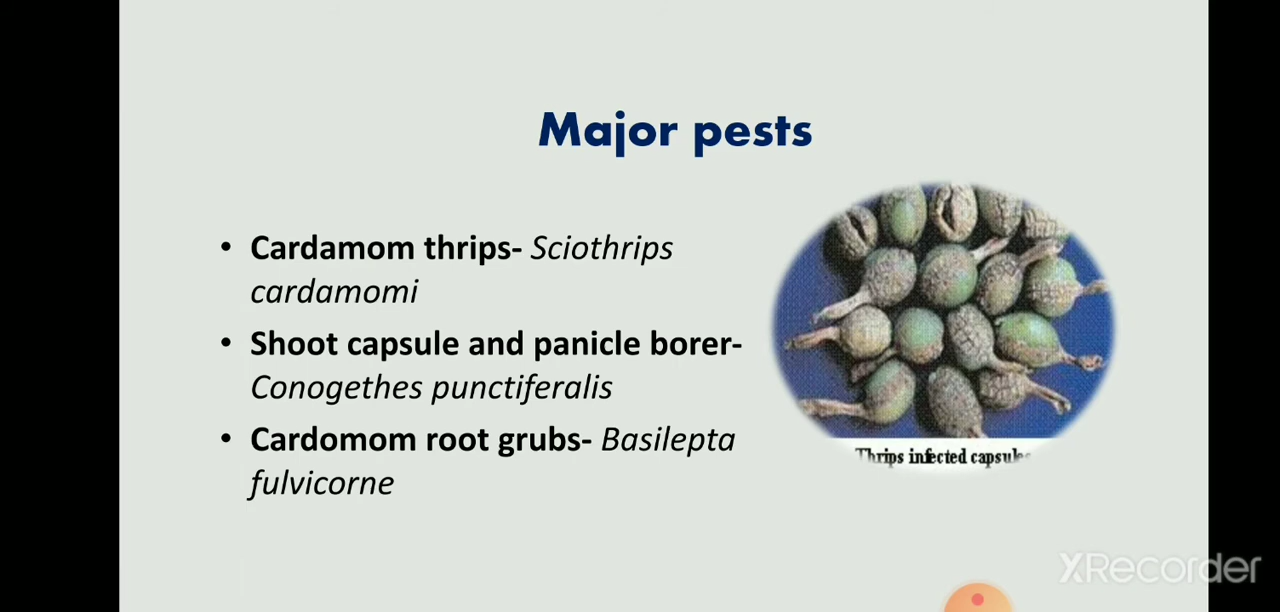 Major pests
• Cardamom thrips- Sciothrips
cardamomi
• Shoot capsule and panicle borer-
Conogethes punctiferalis
• Cardomom root grubs- Basilepta
fulvicorne
Thrips infected capsules
XRecorder